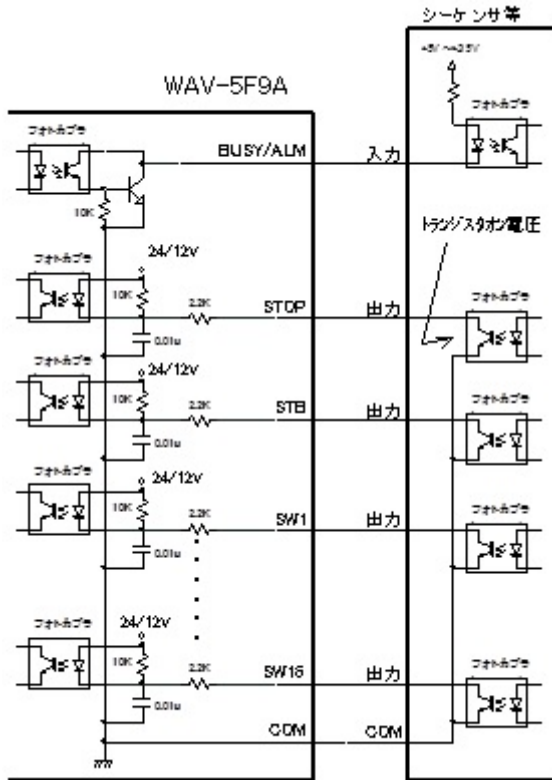 シーケンサ等
+5V~+25V
WAV-5F9A
フォトカプラ
フォトカプラ
BUSY/ALM
入力
10K
24/12V
トランジスタオン電圧
フォトカプラ
10K
2.2K
STOP
出力
フォトカプラ
0.01u
フォトカプラ
24/12V
10K
2.2K
STB
出力
フォトカプラ
0.01u
フォトカプラ
24/12V
10K
2.2K
SW1
出力
フォトカプラ
0.01u
フォトカプラ
24/12V
10K
2.2K
SW16
出力
フォトカプラ
0.01u
COM
COM